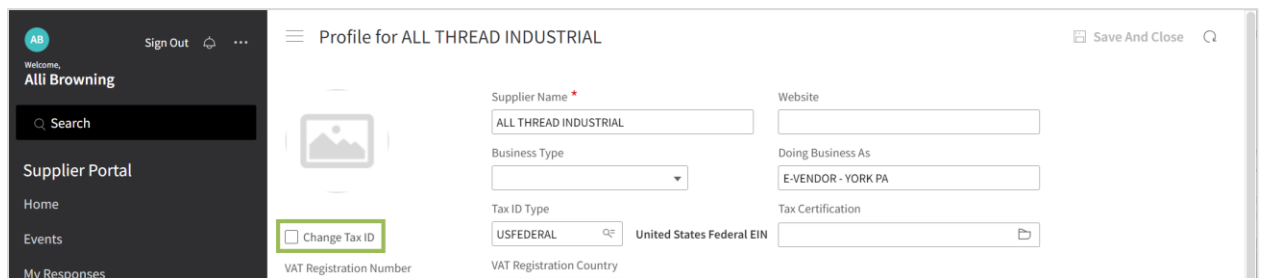 AB
Sign Out
Welcome,
Alli Browning
Search
Supplier Portal
Home
Events
My Responses
Profile for ALL THREAD INDUSTRIAL
Save And Close
Supplier Name *
Website
ALL THREAD INDUSTRIAL
Business Type
Doing Business As
E-VENDOR - YORK PA
Tax ID Type
Tax Certification
Change Tax ID
USFEDERAL
United States Federal EIN
VAT Registration Number
VAT Registration Country